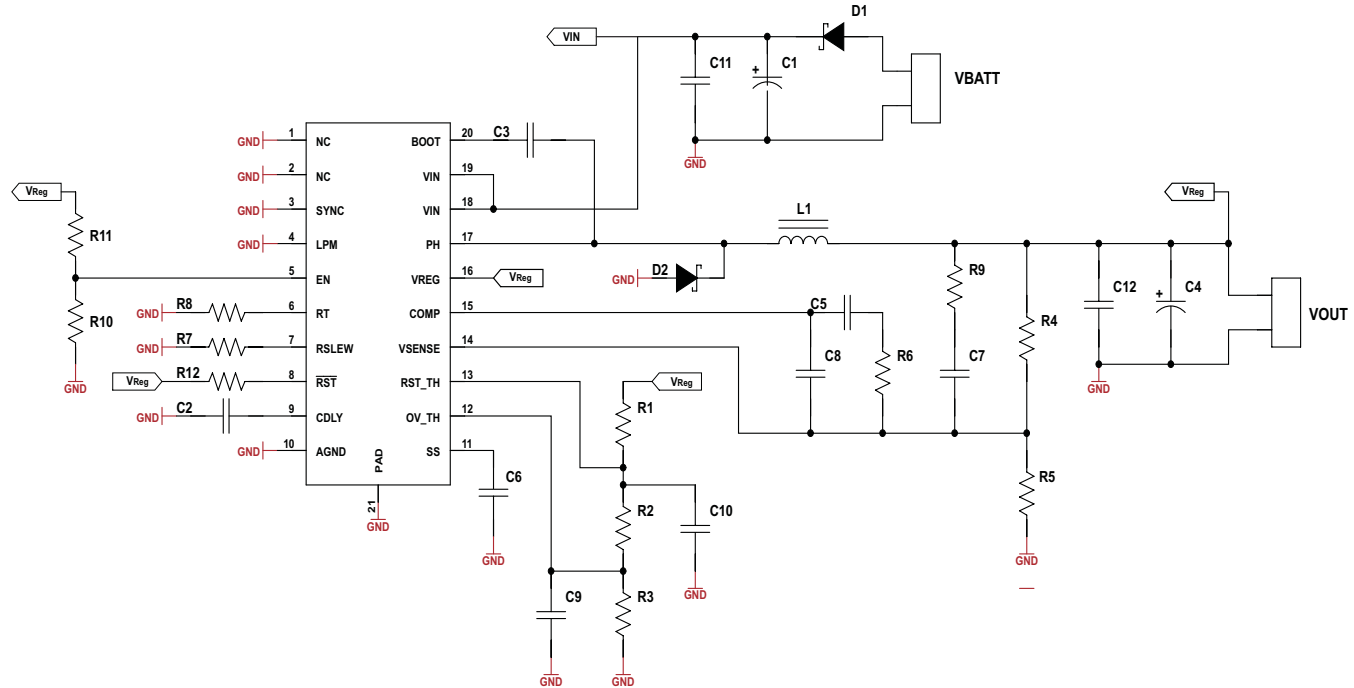 D1
VIN
C11
C1
+
VBATT
GND
1 NC BOOT 20 C3
GND
2 NC VIN 19
GND
3 SYNC VIN 18
GND
4 LPM PH 17
GND
5 EN VREG 16 VReg
6 RT COMP 15
7 RSLEW VSENSE 14
8 RST RST_TH 13
9 CDLY OV_TH 12
10 AGND SS 11
PAD
21
GND
VReg
R11
R10
GND
R8
GND
R7
GND
VReg
R12
C2
GND
GND
L1
D2
GND
VReg
R9
R4
C12
+
C4
VOUT
GND
C5
C8
R6
C7
R5
GND
VReg
R1
C6
GND
R2
C10
GND
C9
R3
GND
GND